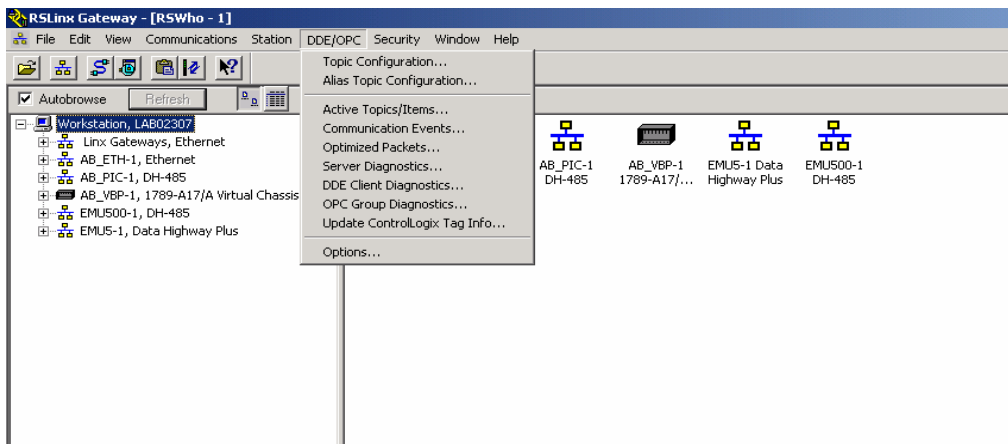 RSLinx Gateway - [RSWho - 1]
File Edit View Communications Station DDE/OPC Security Window Help
Autobrowse Refresh
Workstation, LAB02307
Linx Gateways, Ethernet
AB_ETH-1, Ethernet
AB_PIC-1, DH-485
AB_VBP-1, 1789-A17/A Virtual Chassis
EMU500-1, DH-485
EMU5-1, Data Highway Plus
Topic Configuration...
Alias Topic Configuration...
Active Topics/Items...
Communication Events...
Optimized Packets...
Server Diagnostics...
DDE Client Diagnostics...
OPC Group Diagnostics...
Update ControlLogix Tag Info...
Options...
AB_PIC-1
DH-485
AB_VBP-1
1789-A17/...
EMU5-1 Data
Highway Plus
EMU500-1
DH-485